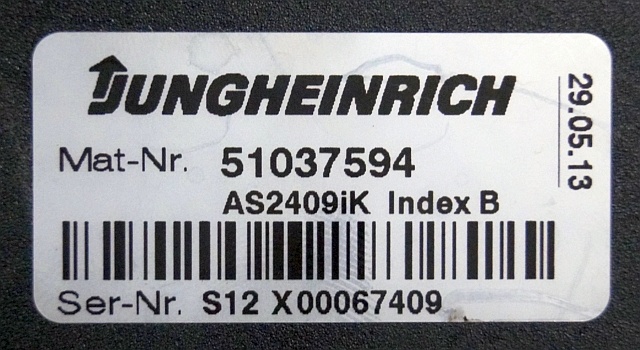 JUNGHEINRICH
29.05.13
Mat-Nr. 51037594
AS2409iK Index B
Ser-Nr. S12 X00067409